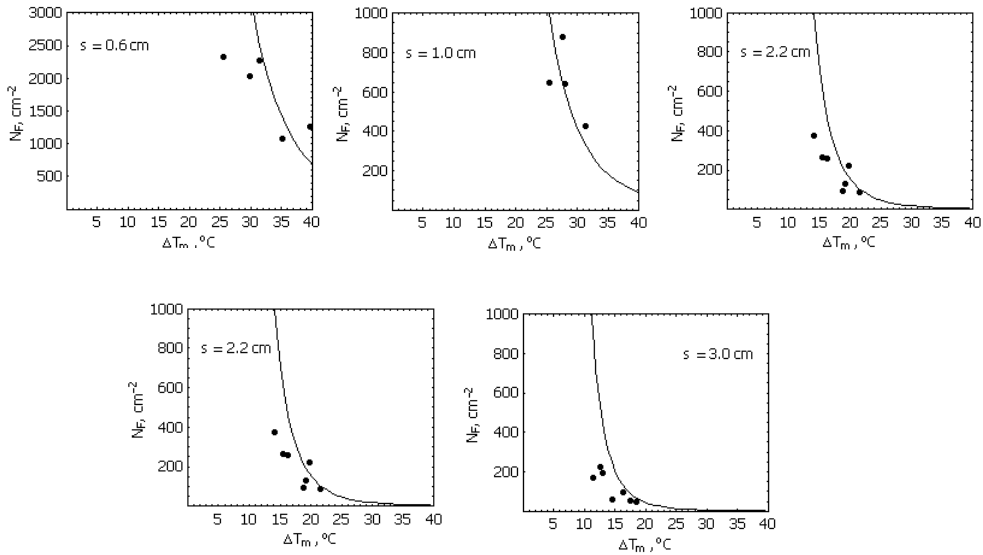 3000
2500
2000
1500
1000
500
N_F, cm⁻²
s = 0.6 cm
5 10 15 20 25 30 35 40
ΔT_m , °C
1000
800
600
400
200
N_F, cm⁻²
s = 1.0 cm
5 10 15 20 25 30 35 40
ΔT_m , °C
1000
800
600
400
200
N_F, cm⁻²
s = 2.2 cm
5 10 15 20 25 30 35 40
ΔT_m , °C
1000
800
600
400
200
N_F, cm⁻²
s = 2.2 cm
5 10 15 20 25 30 35 40
ΔT_m , °C
1000
800
600
400
200
N_F, cm⁻²
s = 3.0 cm
5 10 15 20 25 30 35 40
ΔT_m , °C